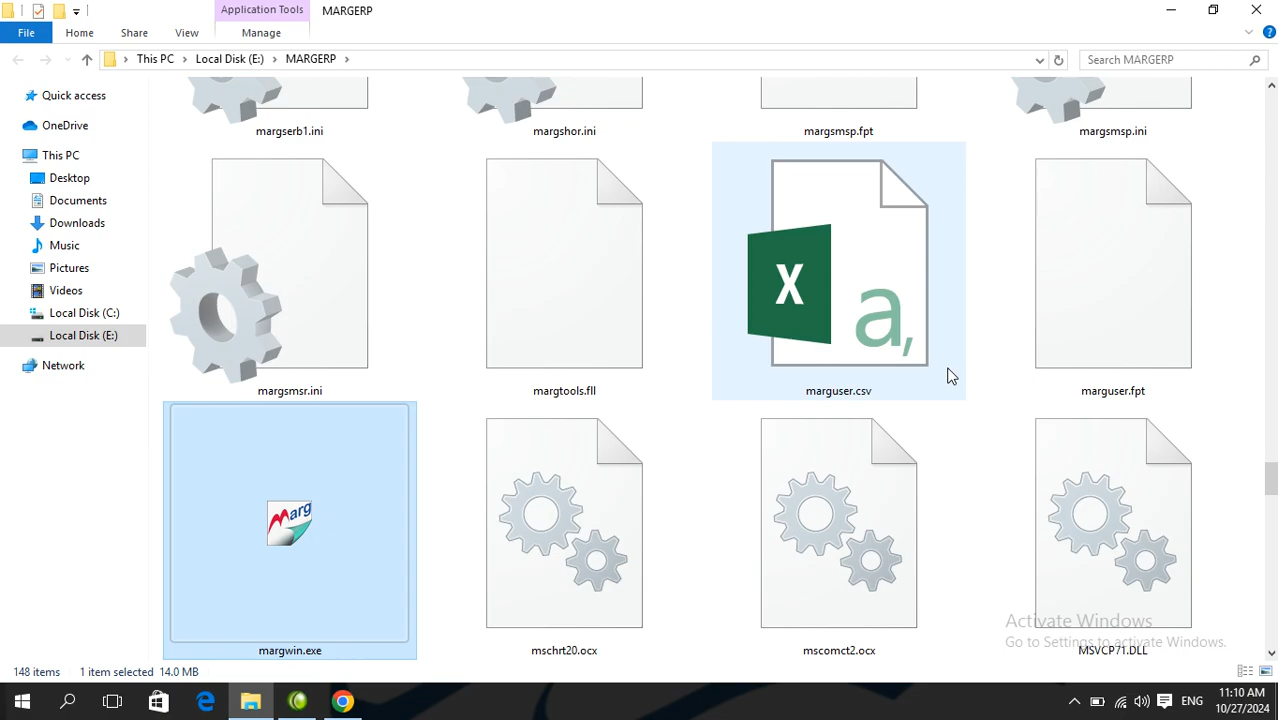 Application Tools
MARGERP
File
Home
Share
View
Manage
This PC
Local Disk (E:)
MARGERP
Search MARGERP
Quick access
OneDrive
This PC
Desktop
Documents
Downloads
Music
Pictures
Videos
Local Disk (C:)
Local Disk (E:)
Network
margserb1.ini
margshor.ini
margsmsp.fpt
margsmsp.ini
X
a,
margsmsr.ini
margtools.fll
marguser.csv
marguser.fpt
Marg
margwin.exe
mschrt20.ocx
mscomct2.ocx
MSVCP71.DLL
Activate Windows
Go to Settings to activate Windows.
148 items
1 item selected 14.0 MB
ENG
11:10 AM
10/27/2024